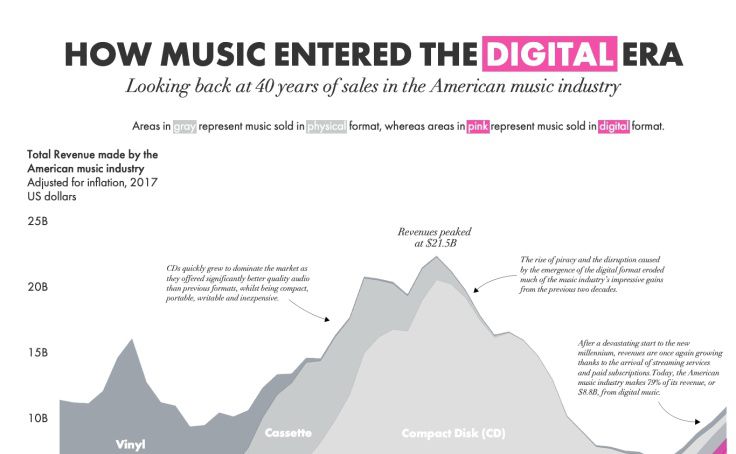 HOW MUSIC ENTERED THE DIGITAL ERA
Looking back at 40 years of sales in the American music industry
Areas in gray represent music sold in physical format, whereas areas in pink represent music sold in digital format.
Total Revenue made by the
American music industry
Adjusted for inflation, 2017
US dollars
25B
Revenues peaked
at $21.5B
CDs quickly grew to dominate the market as
they offered significantly better quality audio
than previous formats, whilst being compact,
portable, writable and inexpensive.
The rise of piracy and the disruption caused
by the emergence of the digital format eroded
much of the music industry's impressive gains
from the previous two decades.
20B
After a devastating start to the new
millennium, revenues are once again growing
thanks to the arrival of streaming services
and paid subscriptions. Today, the American
music industry makes 79% of its revenue, or
$8.8B, from digital music.
15B
10B
Vinyl
Cassette
Compact Disk (CD)